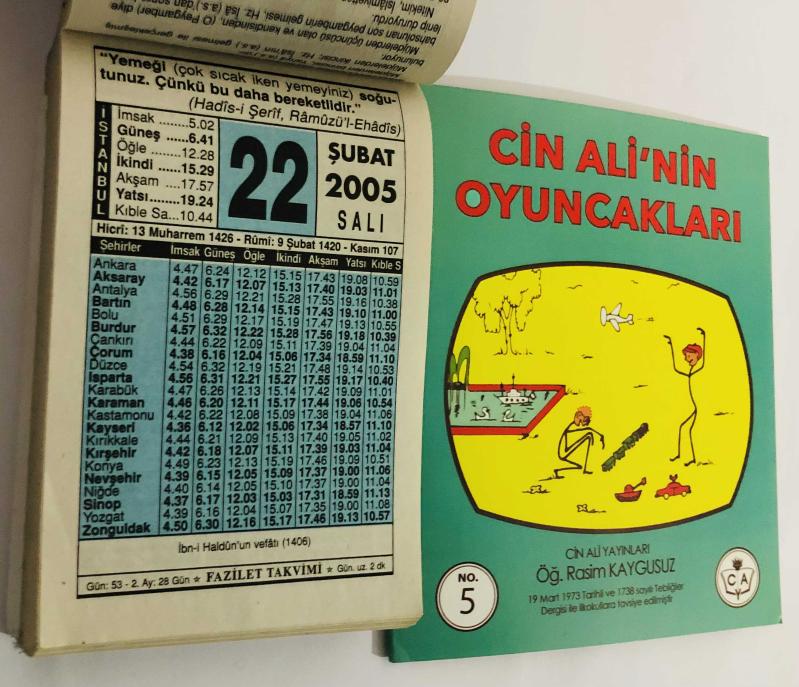 "Yemeği (çok sıcak iken yemeyiniz) soğu-
tunuz. Çünkü bu daha bereketlidir."
(Hadîs-i Şerîf, Râmûzü'l-Ehâdîs)
İSTANBUL
İmsak ........5.02
Güneş ......6.41
Öğle ........12.28
İkindi ......15.29
Akşam ....17.57
Yatsı........19.24
Kıble Sa...10.44
22
ŞUBAT
2005
SALI
Hicrî: 13 Muharrem 1426 - Rûmî: 9 Şubat 1420 - Kasım 107
Şehirler İmsak Güneş Öğle İkindi Akşam Yatsı Kıble S
Ankara 4.47 6.24 12.12 15.15 17.43 19.08 10.59
Aksaray 4.42 6.17 12.07 15.13 17.40 19.03 11.01
Antalya 4.56 6.29 12.21 15.28 17.55 19.16 10.38
Bartın 4.48 6.28 12.14 15.15 17.43 19.10 11.00
Bolu 4.51 6.29 12.17 15.19 17.47 19.13 10.55
Burdur 4.57 6.32 12.22 15.28 17.56 19.18 10.39
Çankırı 4.44 6.22 12.09 15.11 17.39 19.04 11.04
Çorum 4.38 6.16 12.04 15.06 17.34 18.59 11.10
Düzce 4.54 6.32 12.19 15.21 17.48 19.14 10.53
Isparta 4.56 6.31 12.21 15.27 17.55 19.17 10.40
Karabük 4.47 6.26 12.13 15.14 17.42 19.09 11.01
Karaman 4.46 6.20 12.11 15.17 17.44 19.06 10.54
Kastamonu 4.42 6.22 12.08 15.09 17.38 19.04 11.06
Kayseri 4.36 6.12 12.02 15.06 17.34 18.57 11.10
Kırıkkale 4.44 6.21 12.09 15.13 17.40 19.05 11.02
Kırşehir 4.42 6.18 12.07 15.11 17.39 19.03 11.04
Konya 4.49 6.23 12.13 15.19 17.46 19.09 10.51
Nevşehir 4.39 6.15 12.05 15.09 17.37 19.00 11.06
Niğde 4.40 6.14 12.05 15.10 17.37 19.00 11.04
Sinop 4.37 6.17 12.03 15.03 17.31 18.59 11.13
Yozgat 4.39 6.16 12.04 15.07 17.35 19.00 11.08
Zonguldak 4.50 6.30 12.16 15.17 17.46 19.13 10.57
İbn-i Haldûn'un vefâtı (1406)
Gün: 53 - 2. Ay: 28 Gün ★ FAZİLET TAKVİMİ ★ Gün. uz. 2 dk
CİN ALİ'NİN
OYUNCAKLARI
CİN ALİ YAYINLARI
Öğ. Rasim KAYGUSUZ
19 Mart 1973 Tarihli ve 1738 sayılı Tebliğler
Dergisi ile ilkokullara tavsiye edilmiştir
NO.
5
Ç A